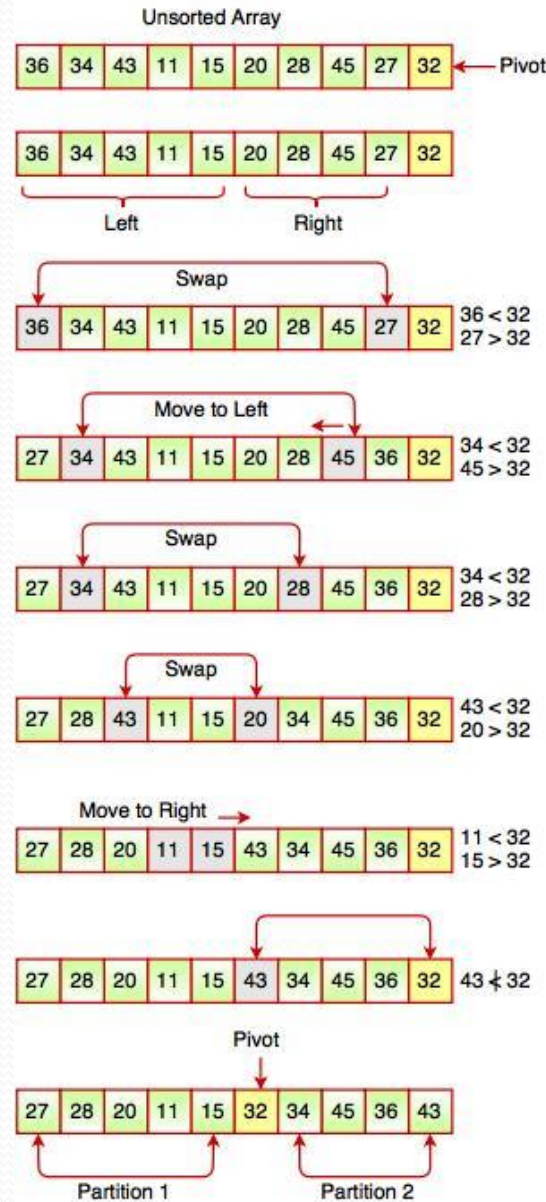 Unsorted Array
36 34 43 11 15 20 28 45 27 32 Pivot
36 34 43 11 15 20 28 45 27 32
Left Right
Swap
36 34 43 11 15 20 28 45 27 32
36 < 32
27 > 32
Move to Left
27 34 43 11 15 20 28 45 36 32
34 < 32
45 > 32
Swap
27 34 43 11 15 20 28 45 36 32
34 < 32
28 > 32
Swap
27 28 43 11 15 20 34 45 36 32
43 < 32
20 > 32
Move to Right
27 28 20 11 15 43 34 45 36 32
11 < 32
15 > 32
27 28 20 11 15 43 34 45 36 32 43 ≮ 32
Pivot
27 28 20 11 15 32 34 45 36 43
Partition 1 Partition 2